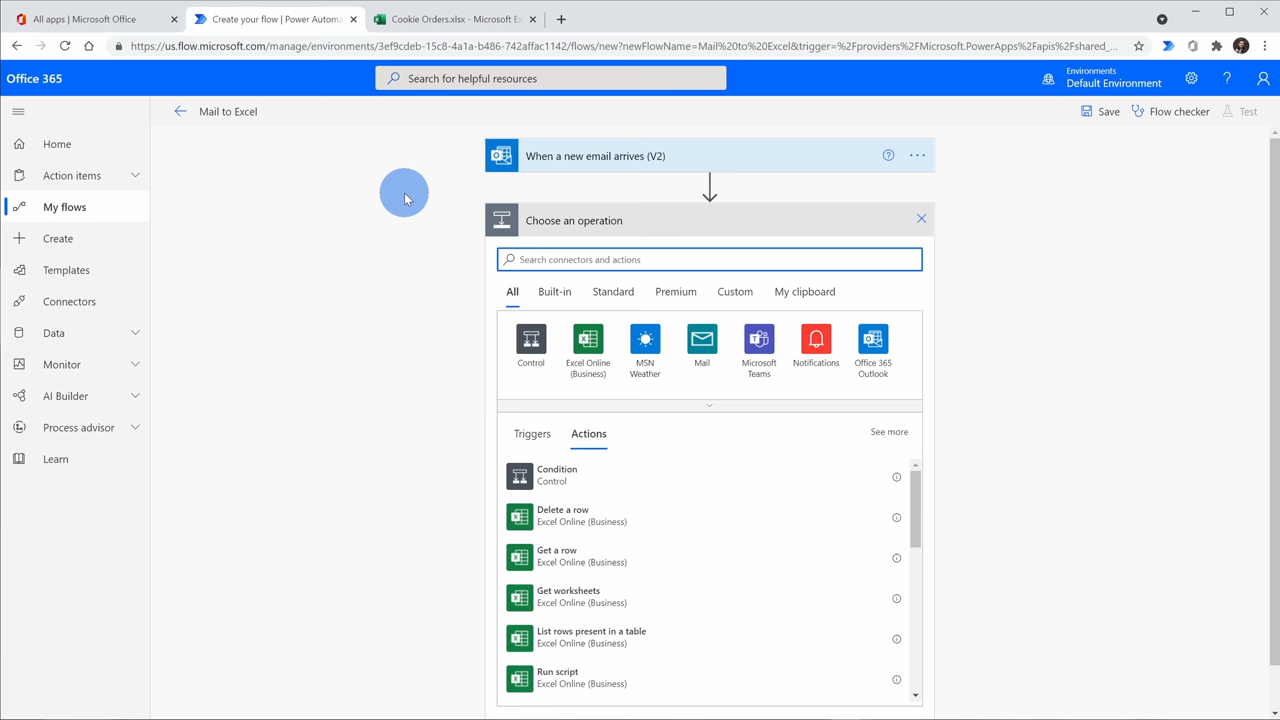 All apps | Microsoft Office
Create your flow | Power Automa
Cookie Orders.xlsx - Microsoft Ex
https://us.flow.microsoft.com/manage/environments/3ef9cdeb-15c8-4a1a-b486-742affac1142/flows/new?newFlowName=Mail%20to%20Excel&trigger=%2Fproviders%2FMicrosoft.PowerApps%2Fapis%2Fshared_...
Office 365
Search for helpful resources
Environments
Default Environment
Mail to Excel
Save
Flow checker
Test
Home
Action items
My flows
Create
Templates
Connectors
Data
Monitor
AI Builder
Process advisor
Learn
When a new email arrives (V2)
Choose an operation
Search connectors and actions
All
Built-in
Standard
Premium
Custom
My clipboard
Control
Excel Online
(Business)
MSN
Weather
Mail
Microsoft
Teams
Notifications
Office 365
Outlook
Triggers
Actions
See more
Condition
Control
Delete a row
Excel Online (Business)
Get a row
Excel Online (Business)
Get worksheets
Excel Online (Business)
List rows present in a table
Excel Online (Business)
Run script
Excel Online (Business)